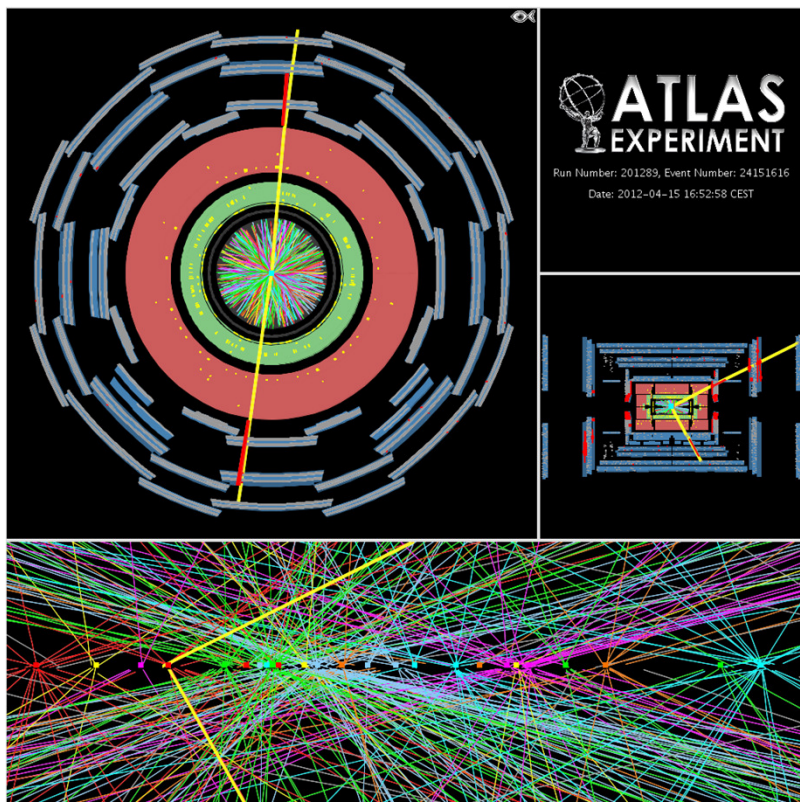 ATLAS
EXPERIMENT
Run Number: 201289, Event Number: 24151616
Date: 2012-04-15 16:52:58 CEST